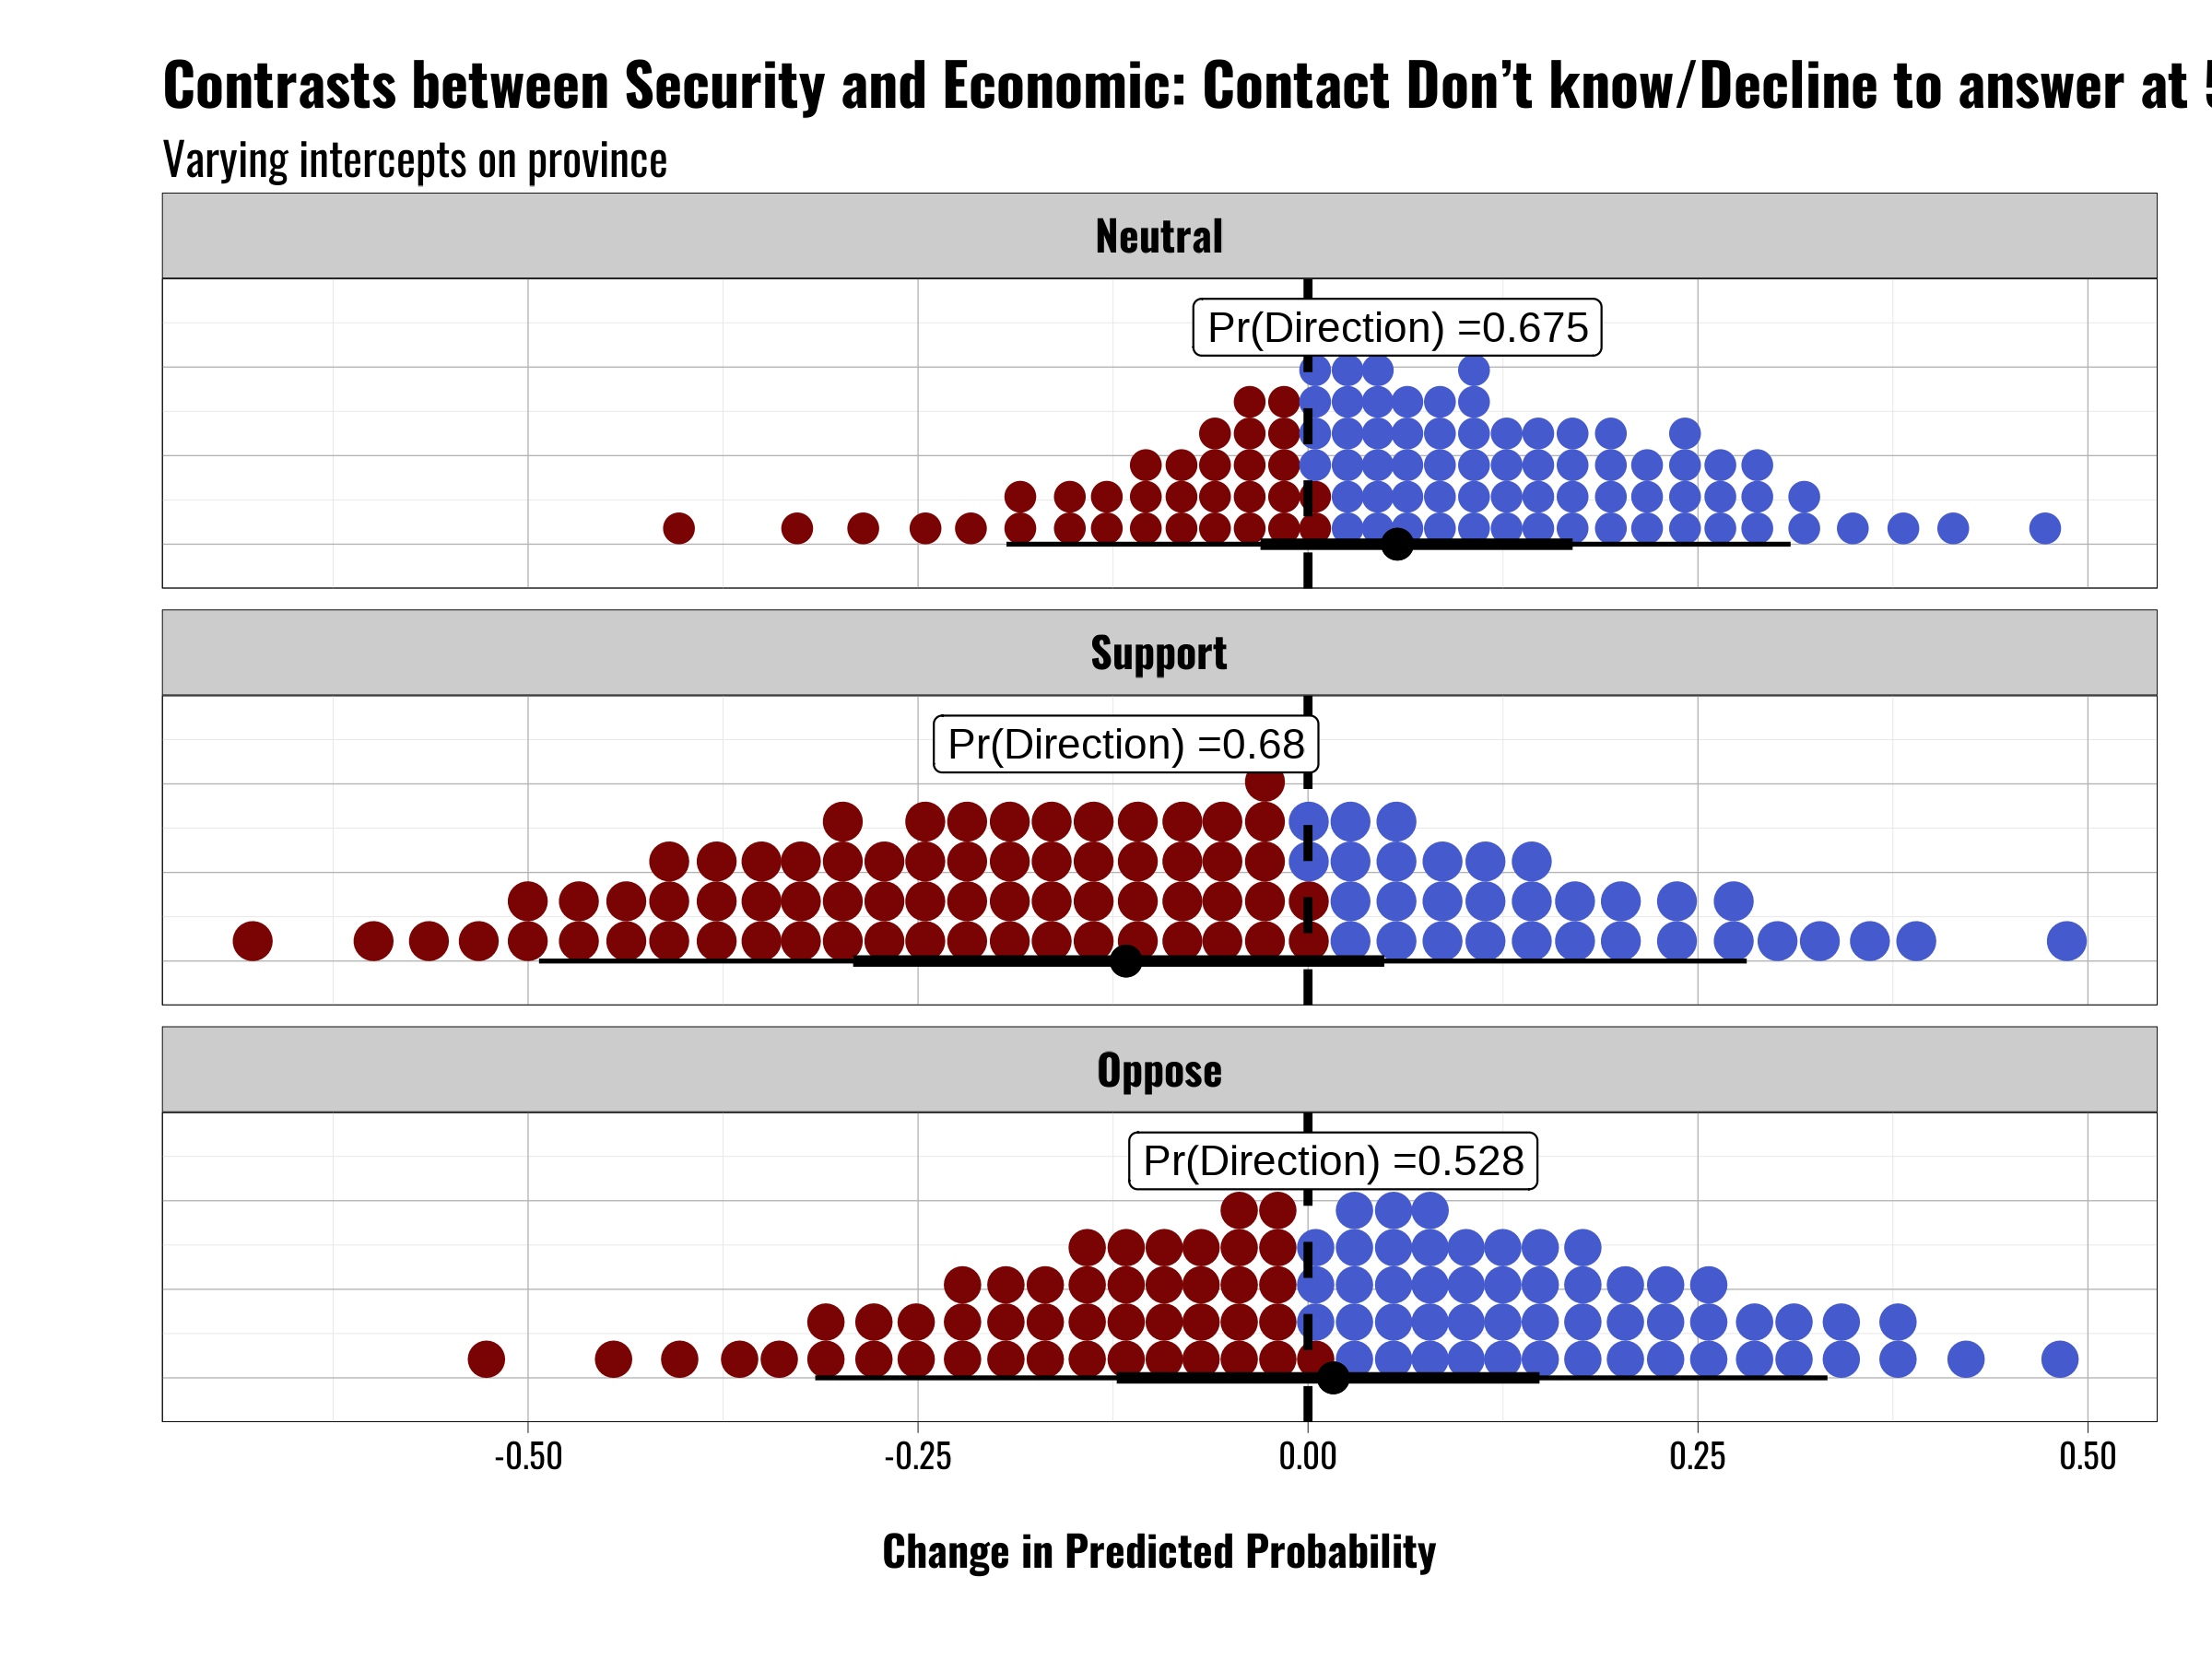 Contrasts between Security and Economic: Contact Don’t know/Decline to answer at
Varying intercepts on province
Neutral
Pr(Direction) =0.675
Support
Pr(Direction) =0.68
Oppose
Pr(Direction) =0.528
-0.50 -0.25 0.00 0.25 0.50
Change in Predicted Probability